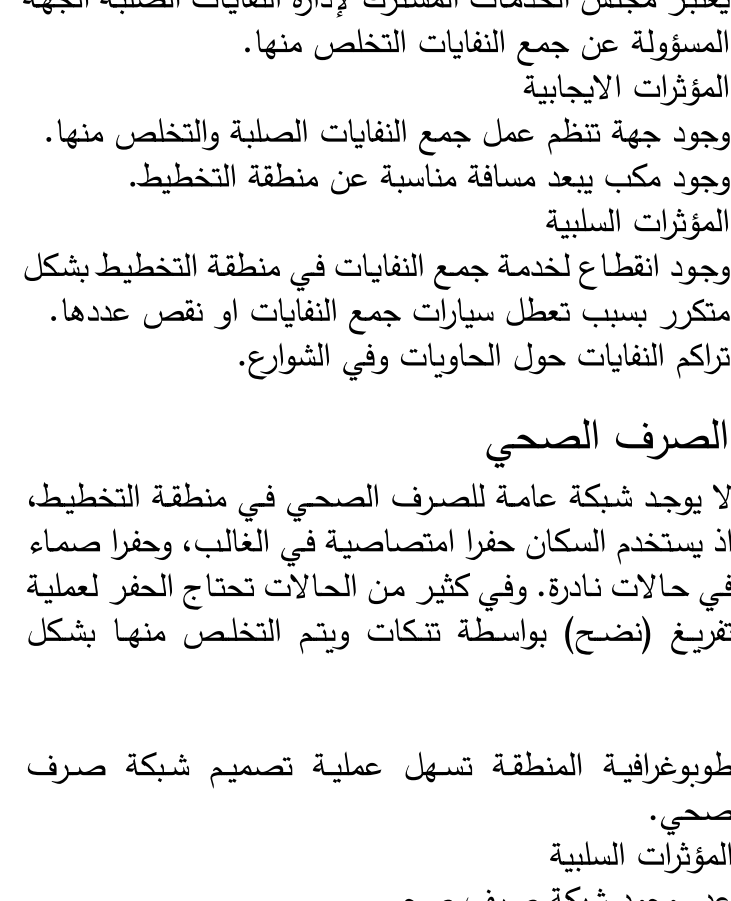 يعتبر مجلس الخدمات المشترك لإدارة النفايات الصلبة الجهة
المسؤولة عن جمع النفايات التخلص منها.
المؤثرات الايجابية
وجود جهة تنظم عمل جمع النفايات الصلبة والتخلص منها.
وجود مكب يبعد مسافة مناسبة عن منطقة التخطيط.
المؤثرات السلبية
وجود انقطاع لخدمة جمع النفايات في منطقة التخطيط بشكل
متكرر بسبب تعطل سيارات جمع النفايات او نقص عددها.
تراكم النفايات حول الحاويات وفي الشوارع.
الصرف الصحي
لا يوجد شبكة عامة للصرف الصحي في منطقة التخطيط،
اذ يستخدم السكان حفرا امتصاصية في الغالب، وحفرا صماء
في حالات نادرة. وفي كثير من الحالات تحتاج الحفر لعملية
تفريغ (نضح) بواسطة تنكات ويتم التخلص منها بشكل
طوبوغرافية المنطقة تسهل عملية تصميم شبكة صرف
صحي.
المؤثرات السلبية
وجود شبكة صرف